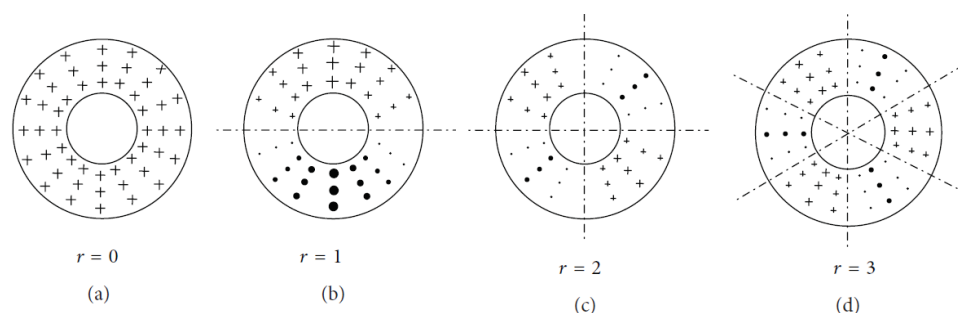 r = 0
(a)
r = 1
(b)
r = 2
(c)
r = 3
(d)